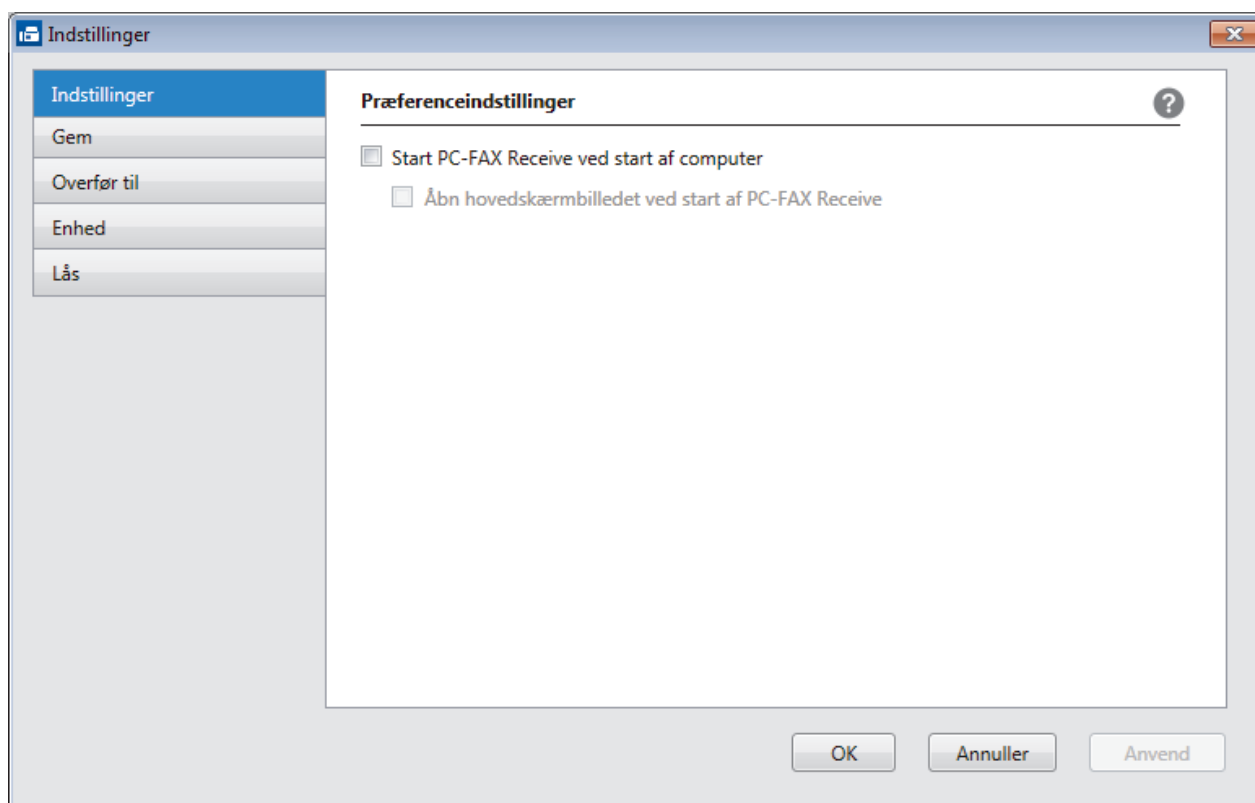 Indstillinger
Indstillinger
Gem
Overfør til
Enhed
Lås
Præferenceindstillinger
?
Start PC-FAX Receive ved start af computer
Åbn hovedskærmbilledet ved start af PC-FAX Receive
OK
Annuller
Anvend